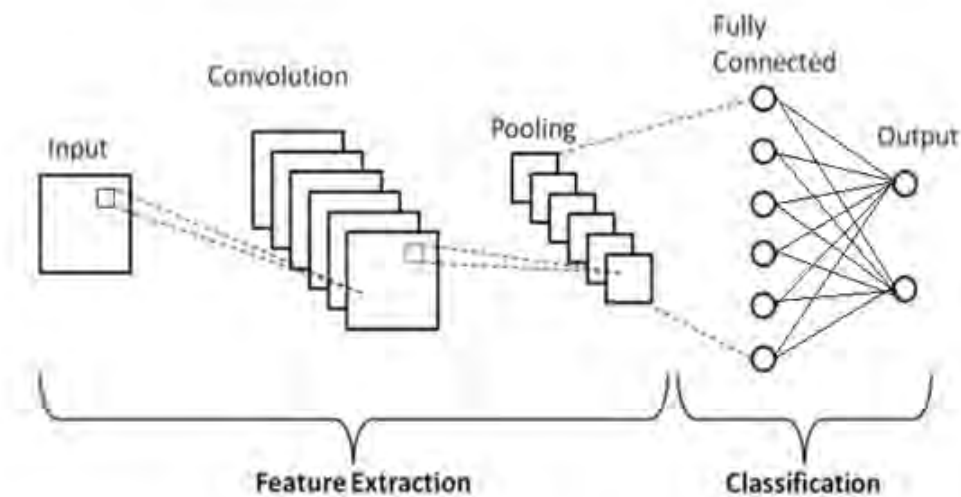 Input
Convolution
Pooling
Fully
Connected
Output
Feature Extraction
Classification